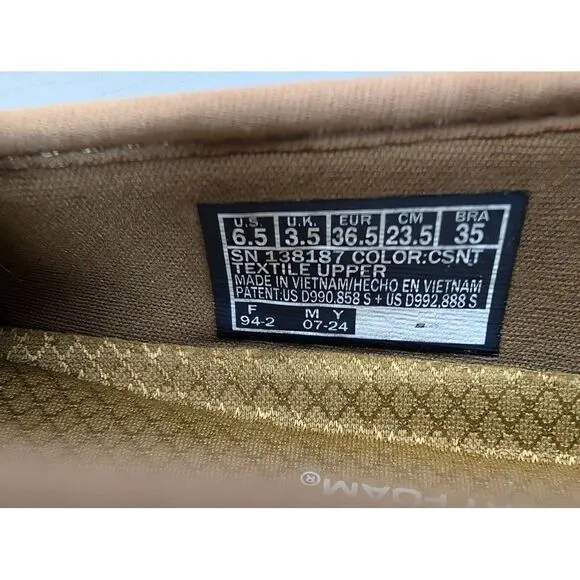 U.S. U.K. EUR CM BRA
6.5 3.5 36.5 23.5 35
SN 138187 COLOR:CSNT
TEXTILE UPPER
MADE IN VIETNAM/HECHO EN VIETNAM
PATENT:US D990,858 S + US D992,888 S
F M Y
94-2 07-24 S
FOAM®